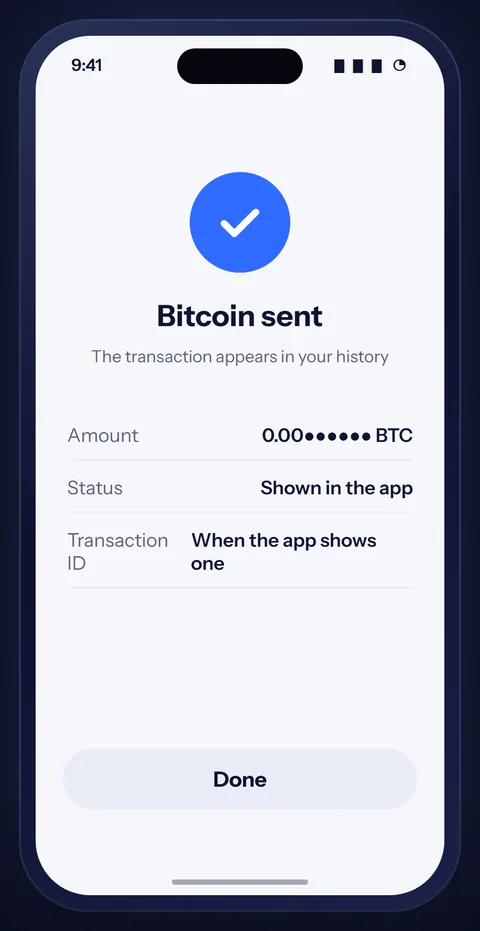 9:41
Bitcoin sent
The transaction appears in your history
Amount 0.00●●●●●● BTC
Status Shown in the app
Transaction ID When the app shows one
Done